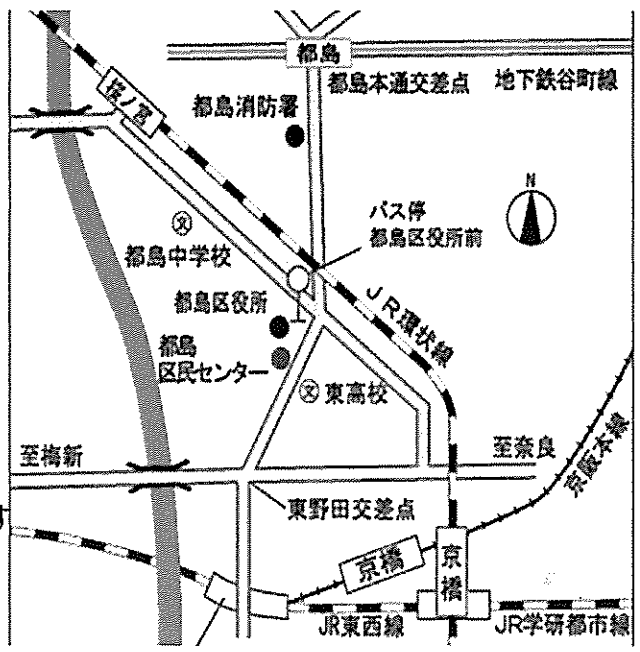 都島
都島本通交差点
地下鉄谷町線
桜ノ宮
都島消防署
N
バス停
都島区役所前
文
都島中学校
JR環状線
都島区役所
都島
区民センター
文
東高校
至梅新
至奈良
京阪本線
東野田交差点
京橋
京橋
JR東西線
JR学研都市線